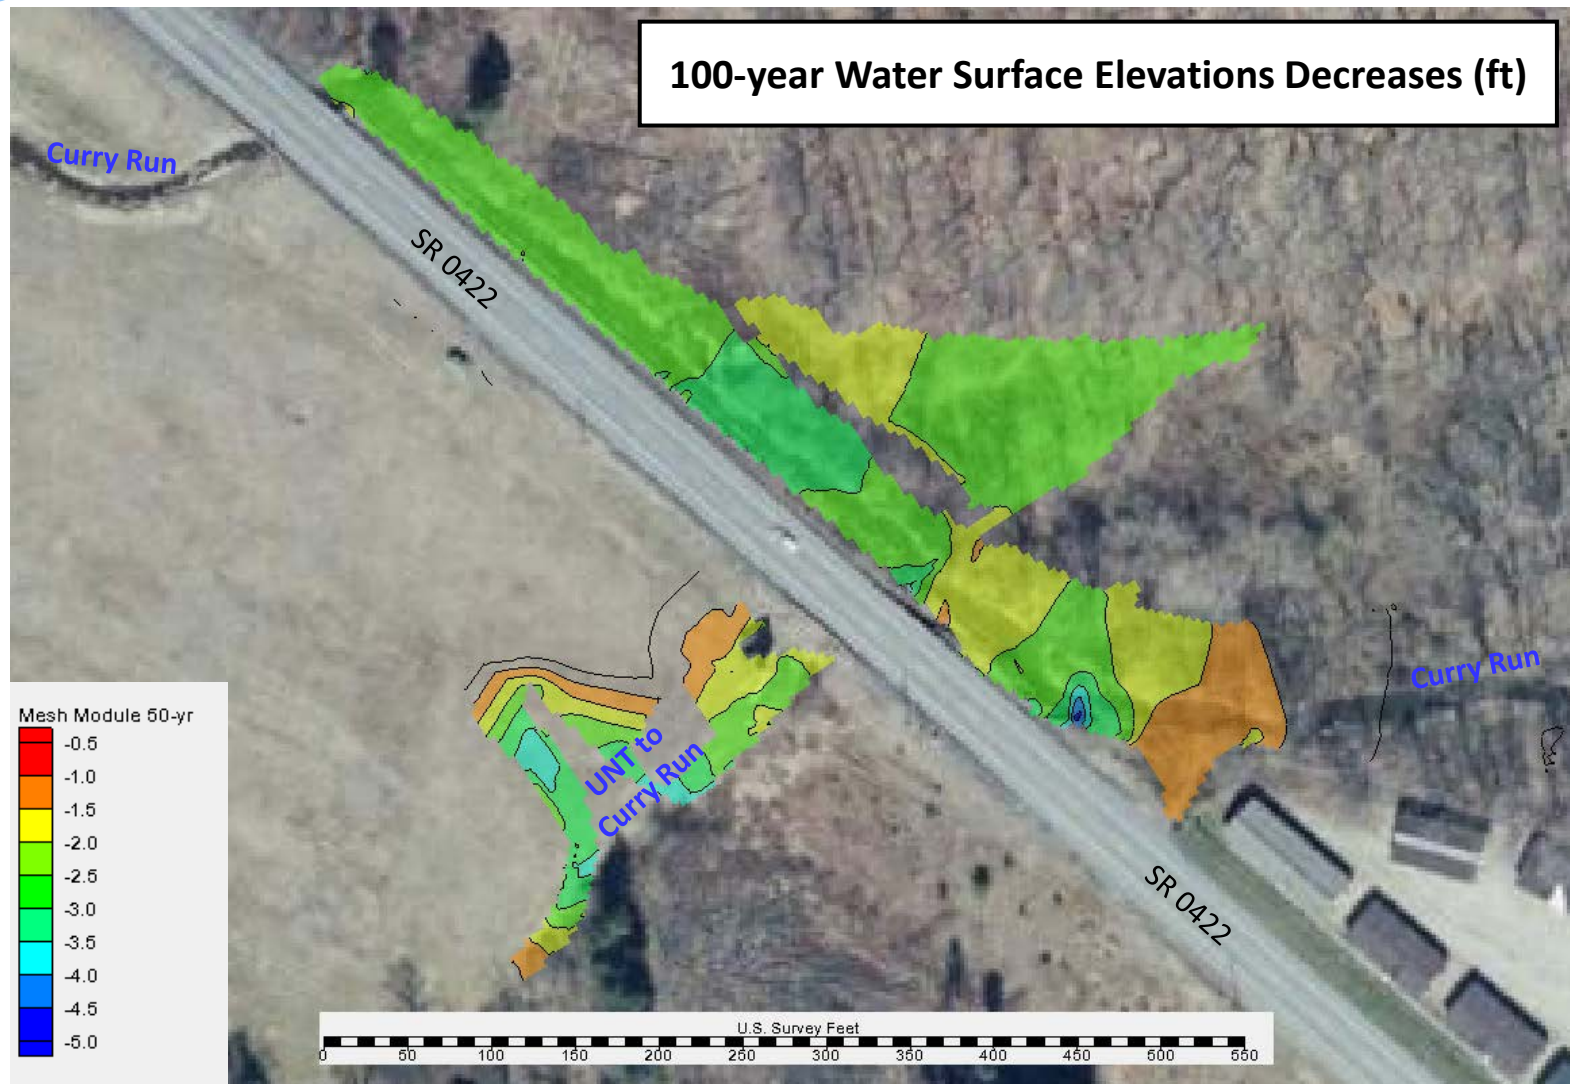 100-year Water Surface Elevations Decreases (ft)
Curry Run
SR 0422
Curry Run
UNT to
Curry Run
SR 0422
Mesh Module 50-yr
-0.5
-1.0
-1.5
-2.0
-2.5
-3.0
-3.5
-4.0
-4.5
-5.0
U.S. Survey Feet
0 50 100 150 200 250 300 350 400 450 500 550